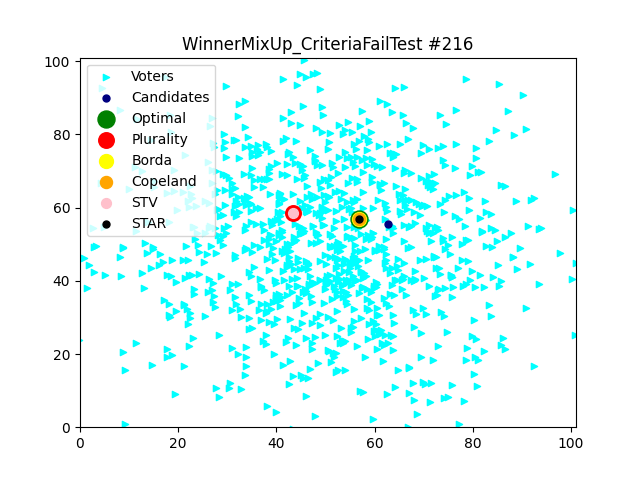 WinnerMixUp_CriteriaFailTest #216
100
80
60
40
20
0
0
20
40
60
80
100
Voters
Candidates
Optimal
Plurality
Borda
Copeland
STV
STAR